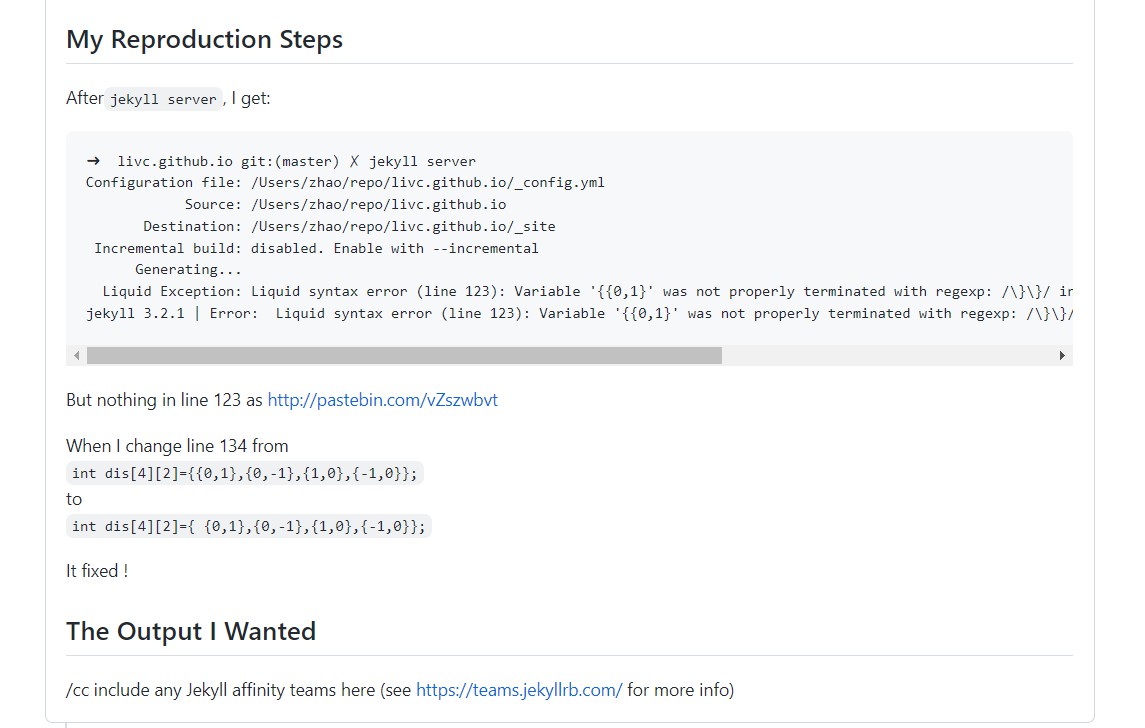 My Reproduction Steps
After jekyll server, I get:
➜  livc.github.io git:(master) ✗ jekyll server
Configuration file: /Users/zhao/repo/livc.github.io/_config.yml
            Source: /Users/zhao/repo/livc.github.io
       Destination: /Users/zhao/repo/livc.github.io/_site
 Incremental build: disabled. Enable with --incremental
      Generating...
  Liquid Exception: Liquid syntax error (line 123): Variable '{{0,1}' was not properly terminated with regexp: /\}\}/ in
jekyll 3.2.1 | Error:  Liquid syntax error (line 123): Variable '{{0,1}' was not properly terminated with regexp: /\}\}/
But nothing in line 123 as http://pastebin.com/vZszwbvt
When I change line 134 from
int dis[4][2]={{0,1},{0,-1},{1,0},{-1,0}};
to
int dis[4][2]={ {0,1},{0,-1},{1,0},{-1,0}};
It fixed !
The Output I Wanted
/cc include any Jekyll affinity teams here (see https://teams.jekyllrb.com/ for more info)